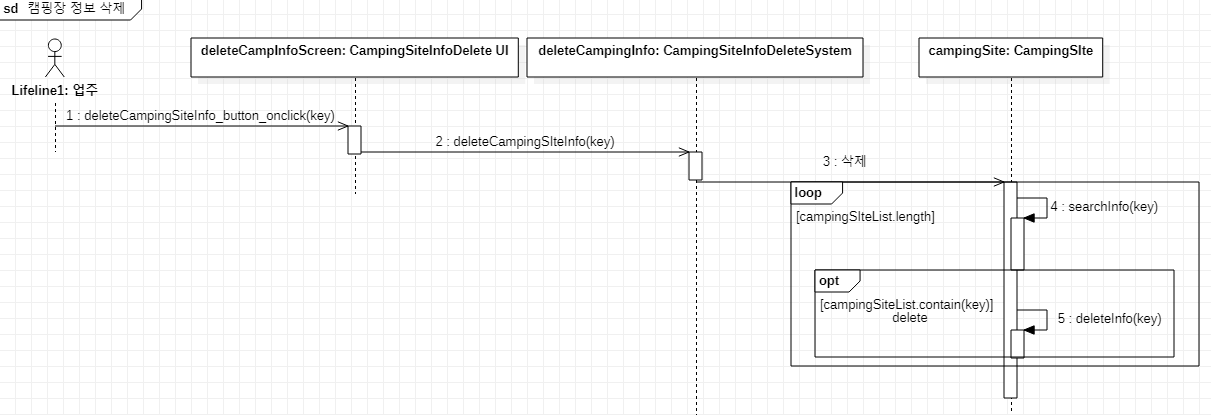 sd 캠핑장 정보 삭제
deleteCampInfoScreen: CampingSiteInfoDelete UI
deleteCampingInfo: CampingSiteInfoDeleteSystem
campingSite: CampingSIte
Lifeline1: 업주
1 : deleteCampingSiteInfo_button_onclick(key)
2 : deleteCampingSIteInfo(key)
3 : 삭제
loop
[campingSIteList.length]
4 : searchInfo(key)
opt
[campingSiteList.contain(key)]
delete
5 : deleteInfo(key)